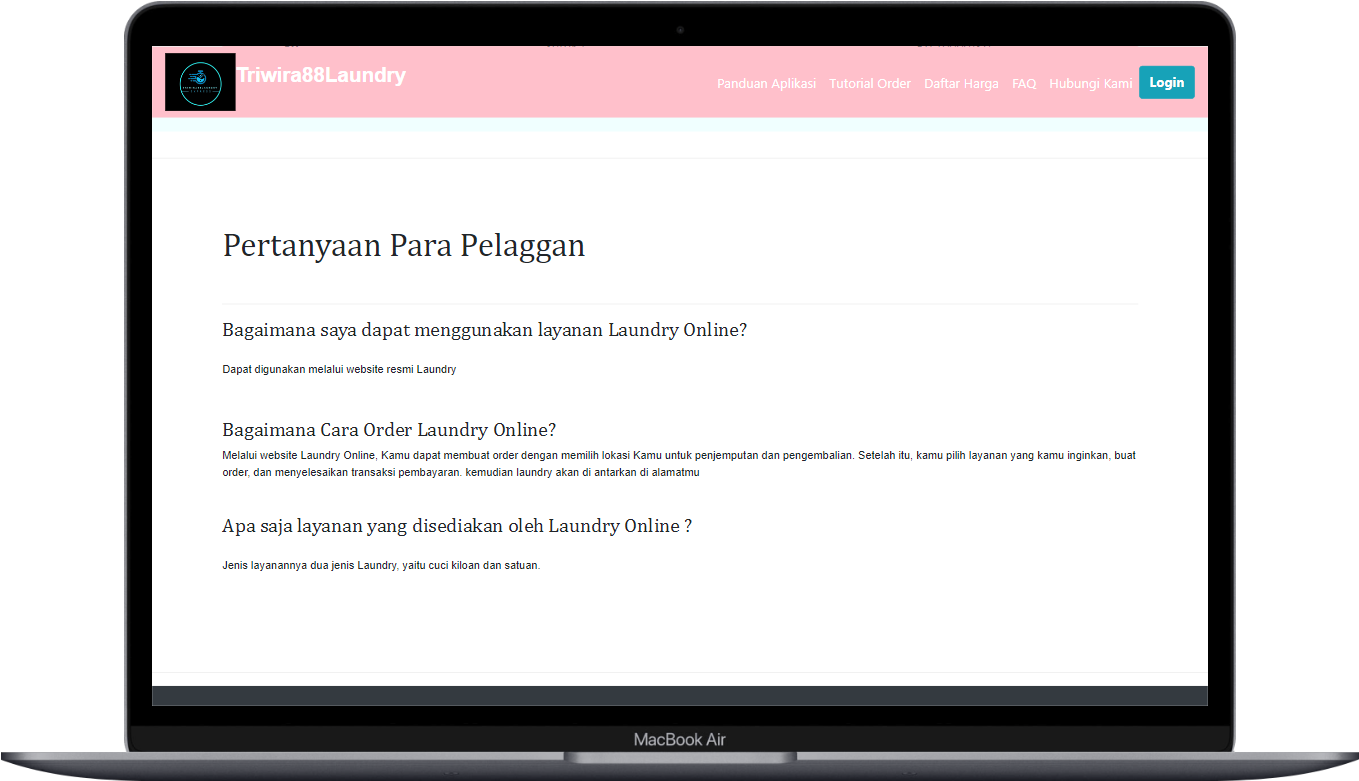 Triwira88Laundry
Panduan Aplikasi Tutorial Order Daftar Harga FAQ Hubungi Kami Login
Pertanyaan Para Pelaggan
Bagaimana saya dapat menggunakan layanan Laundry Online?
Dapat digunakan melalui website resmi Laundry
Bagaimana Cara Order Laundry Online?
Melalui website Laundry Online, Kamu dapat membuat order dengan memilih lokasi Kamu untuk penjemputan dan pengembalian. Setelah itu, kamu pilih layanan yang kamu inginkan, buat
order, dan menyelesaikan transaksi pembayaran. kemudian laundry akan di antarkan di alamatmu
Apa saja layanan yang disediakan oleh Laundry Online ?
Jenis layanannya dua jenis Laundry, yaitu cuci kiloan dan satuan.
MacBook Air